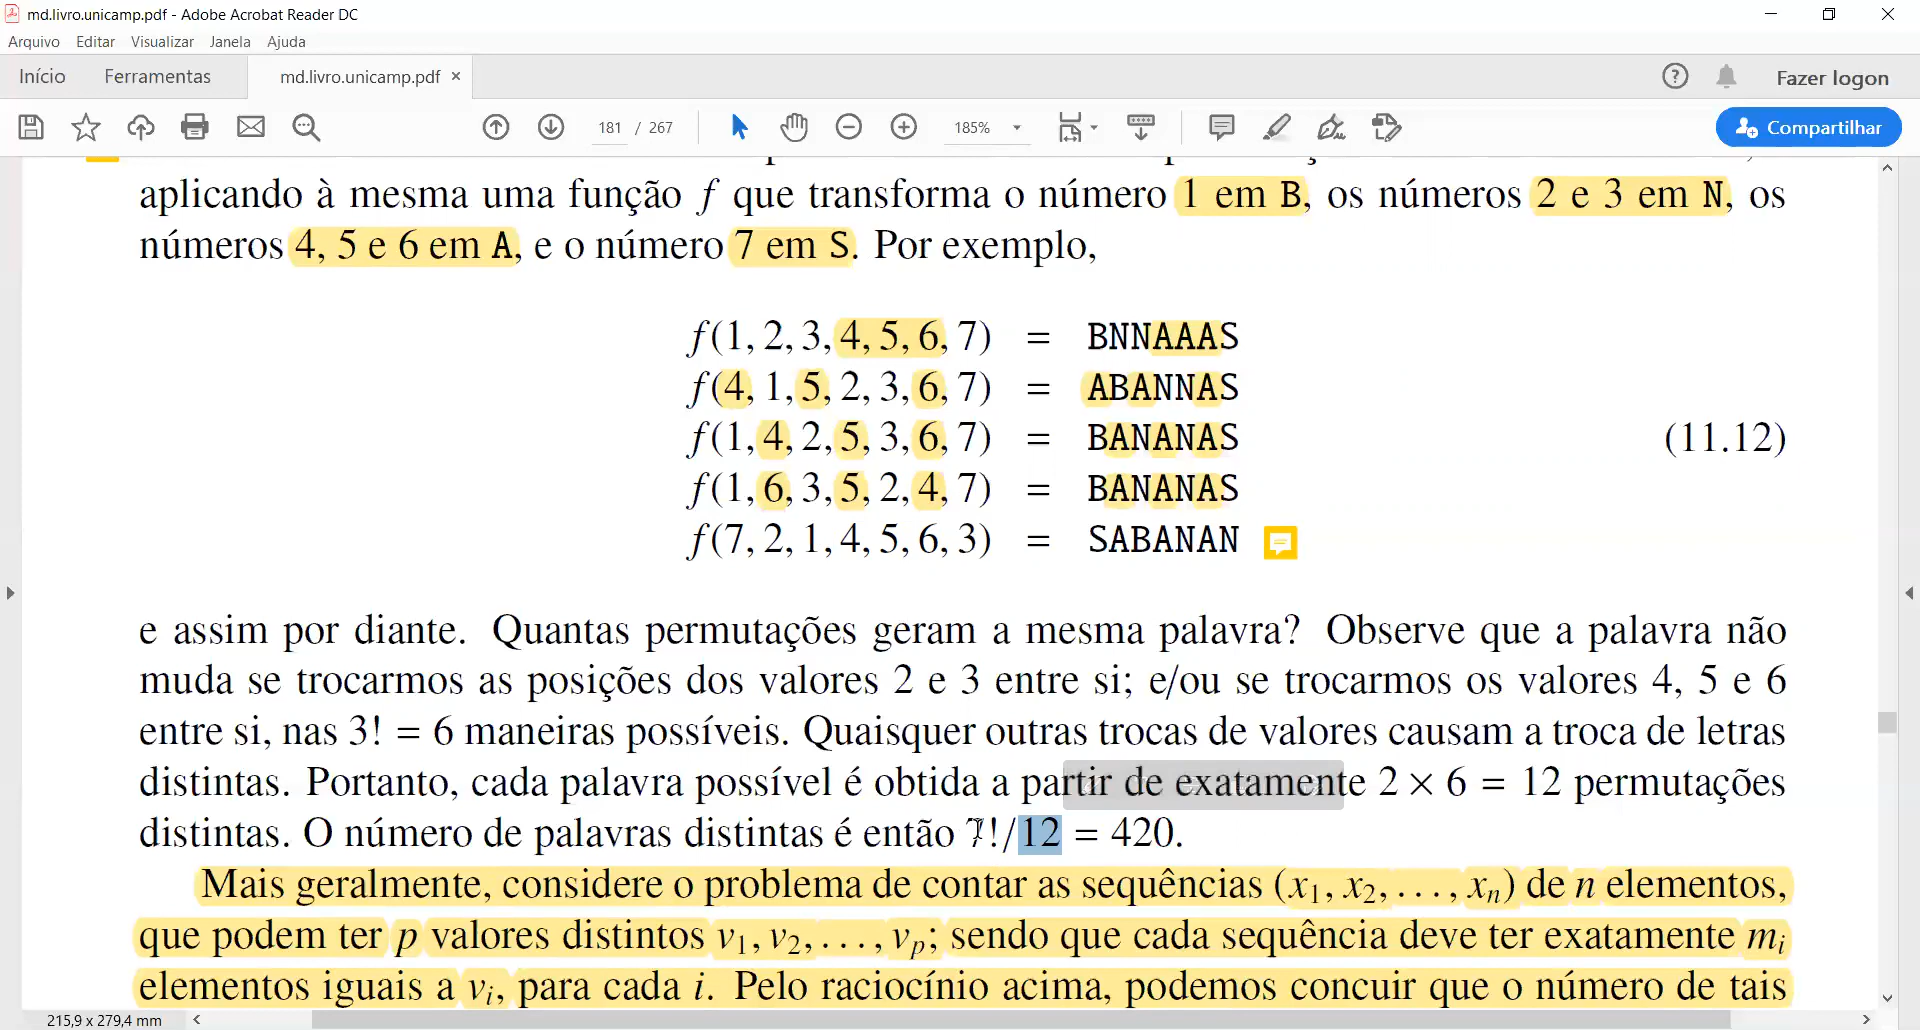 md.livro.unicamp.pdf - Adobe Acrobat Reader DC
Arquivo Editar Visualizar Janela Ajuda
Início Ferramentas md.livro.unicamp.pdf × Fazer logon
181 / 267 185% Compartilhar
aplicando à mesma uma função f que transforma o número 1 em B, os números 2 e 3 em N, os
números 4, 5 e 6 em A, e o número 7 em S. Por exemplo,
f(1, 2, 3, 4, 5, 6, 7) = BNNAAAS
f(4, 1, 5, 2, 3, 6, 7) = ABANNAS
f(1, 4, 2, 5, 3, 6, 7) = BANANAS (11.12)
f(1, 6, 3, 5, 2, 4, 7) = BANANAS
f(7, 2, 1, 4, 5, 6, 3) = SABANAN
e assim por diante. Quantas permutações geram a mesma palavra? Observe que a palavra não
muda se trocarmos as posições dos valores 2 e 3 entre si; e/ou se trocarmos os valores 4, 5 e 6
entre si, nas 3! = 6 maneiras possíveis. Quaisquer outras trocas de valores causam a troca de letras
distintas. Portanto, cada palavra possível é obtida a partir de exatamente 2 × 6 = 12 permutações
distintas. O número de palavras distintas é então 7!/12 = 420.
Mais geralmente, considere o problema de contar as sequências (x₁, x₂, . . . , xₙ) de n elementos,
que podem ter p valores distintos v₁, v₂, . . . , vₚ; sendo que cada sequência deve ter exatamente mᵢ
elementos iguais a vᵢ, para cada i. Pelo raciocínio acima, podemos concuir que o número de tais
215,9 x 279,4 mm